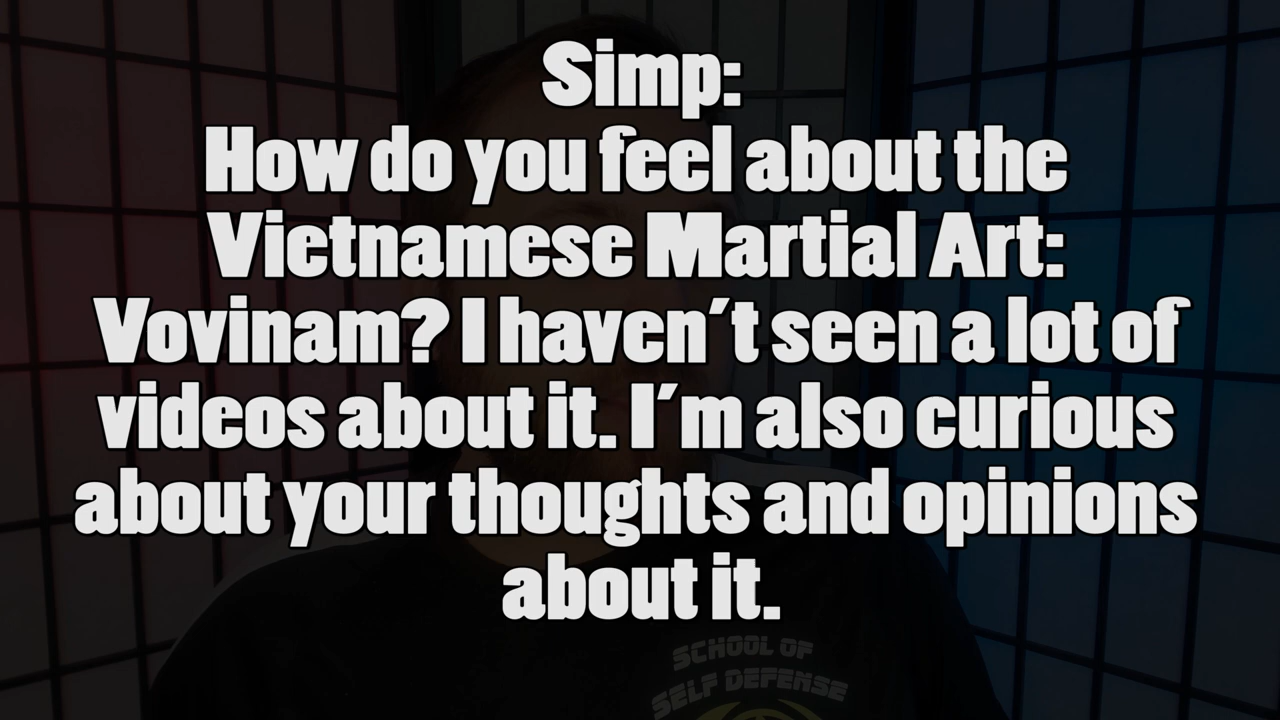 Simp:
How do you feel about the
Vietnamese Martial Art:
Vovinam? I haven't seen a lot of
videos about it. I'm also curious
about your thoughts and opinions
about it.
SCHOOL OF
SELF DEFENSE